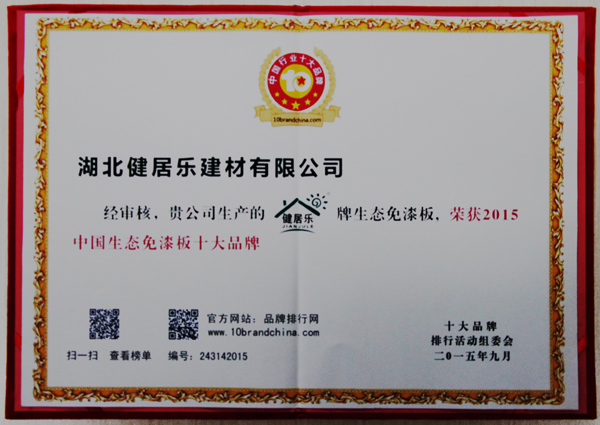 中国行业十大品牌
10
10brandchina.com
湖北健居乐建材有限公司
经审核,贵公司生产的 健居乐 JIANJULE 牌生态免漆板,荣获2015
中国生态免漆板十大品牌
官方网站:品牌排行网
www.10brandchina.com
扫一扫 查看榜单 编号:243142015
十大品牌
排行活动组委会
二〇一五年九月